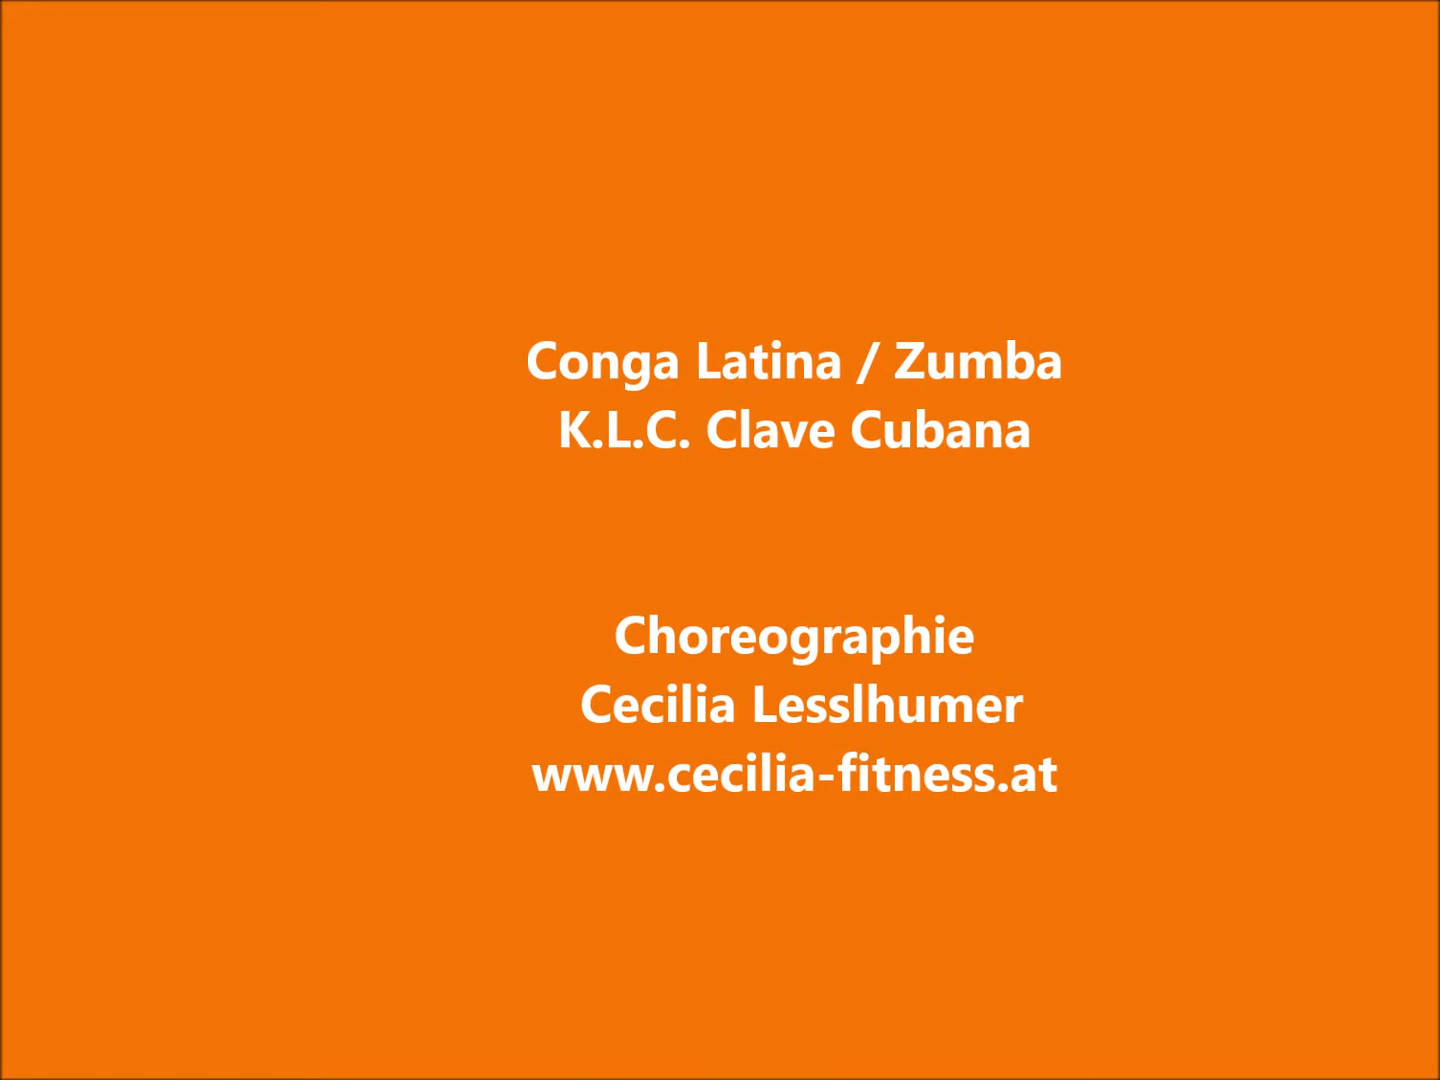 Conga Latina / Zumba
K.L.C. Clave Cubana
Choreographie
Cecilia Lesslhumer
www.cecilia-fitness.at